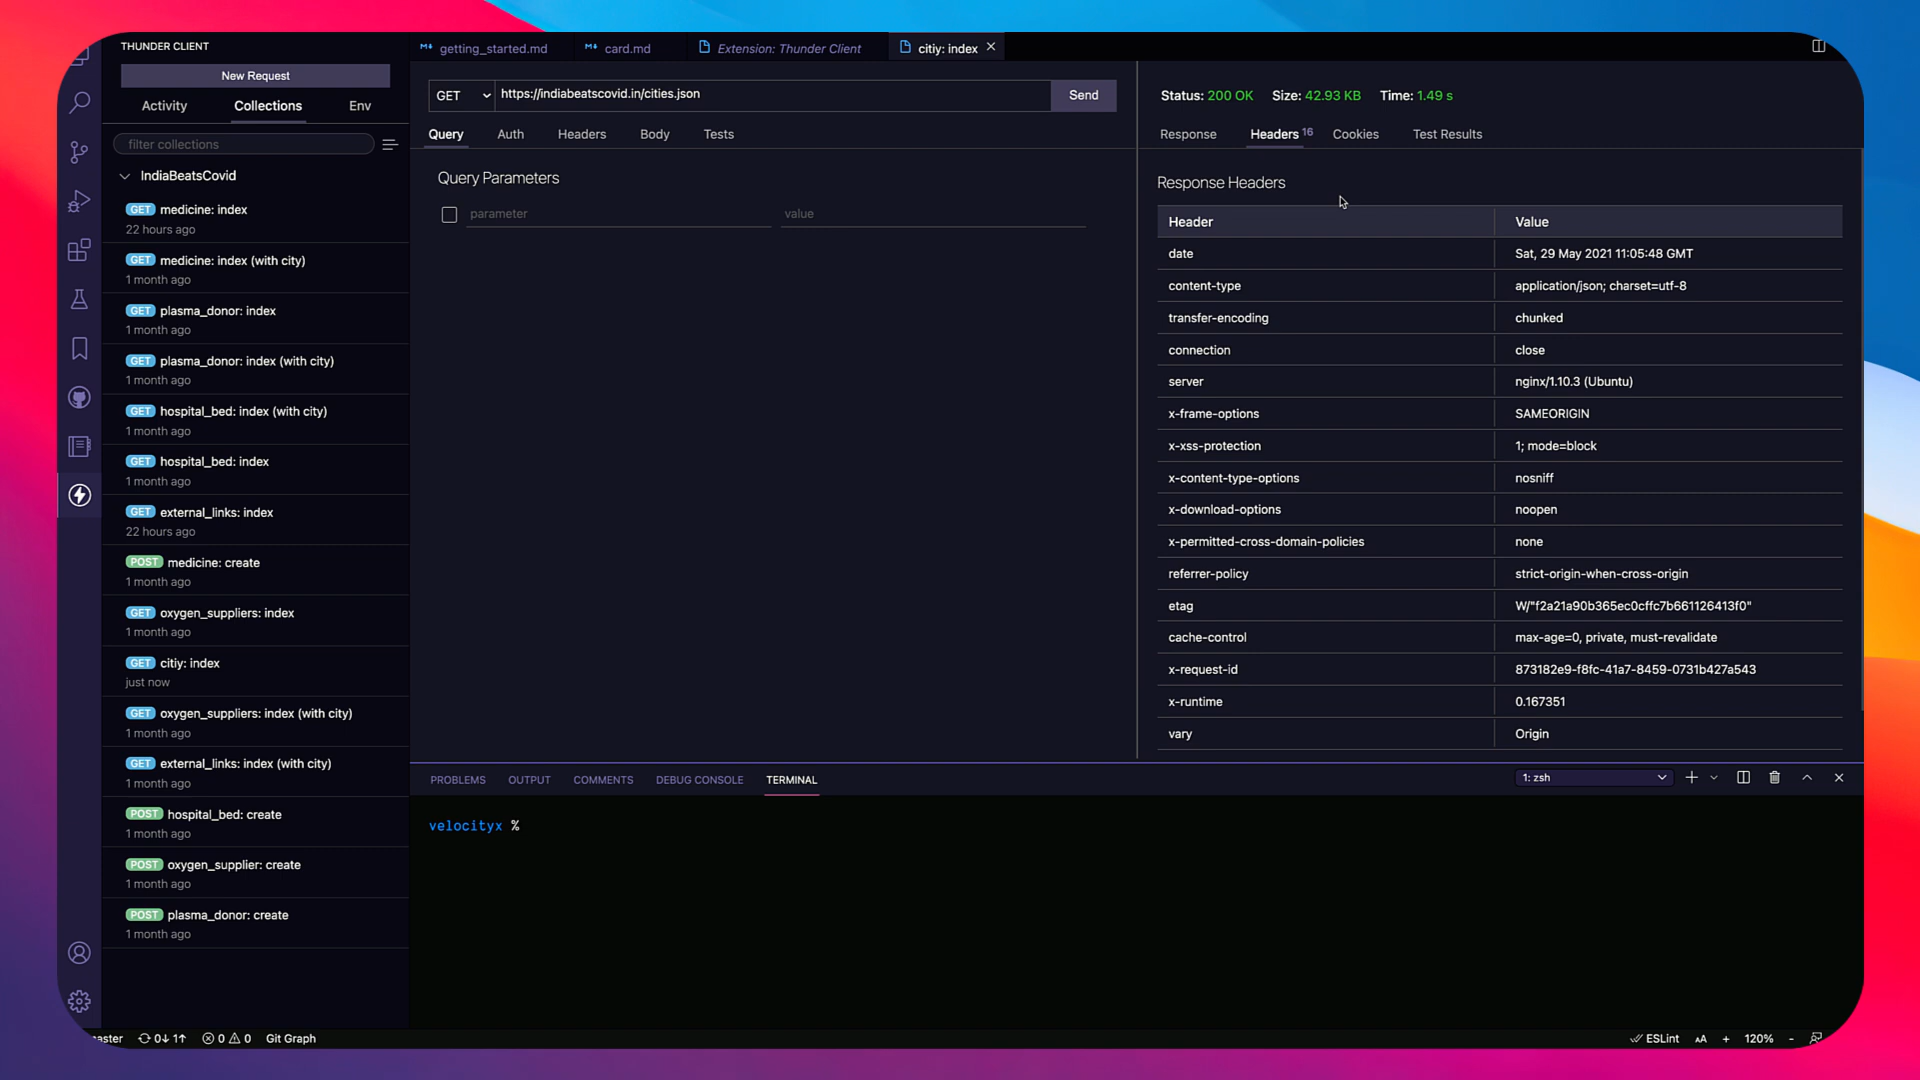 THUNDER CLIENT
New Request
Activity Collections Env
filter collections
IndiaBeatsCovid
GET medicine: index
22 hours ago
GET medicine: index (with city)
1 month ago
GET plasma_donor: index
1 month ago
GET plasma_donor: index (with city)
1 month ago
GET hospital_bed: index (with city)
1 month ago
GET hospital_bed: index
1 month ago
GET external_links: index
22 hours ago
POST medicine: create
1 month ago
GET oxygen_suppliers: index
1 month ago
GET citiy: index
just now
GET oxygen_suppliers: index (with city)
1 month ago
GET external_links: index (with city)
1 month ago
POST hospital_bed: create
1 month ago
POST oxygen_supplier: create
1 month ago
POST plasma_donor: create
1 month ago
getting_started.md card.md Extension: Thunder Client citiy: index
GET https://indiabeatscovid.in/cities.json Send
Query Auth Headers Body Tests
Query Parameters
parameter value
Status: 200 OK Size: 42.93 KB Time: 1.49 s
Response Headers 16 Cookies Test Results
Response Headers
Header Value
date Sat, 29 May 2021 11:05:48 GMT
content-type application/json; charset=utf-8
transfer-encoding chunked
connection close
server nginx/1.10.3 (Ubuntu)
x-frame-options SAMEORIGIN
x-xss-protection 1; mode=block
x-content-type-options nosniff
x-download-options noopen
x-permitted-cross-domain-policies none
referrer-policy strict-origin-when-cross-origin
etag W/"f2a21a90b365ec0cffc7b661126413f0"
cache-control max-age=0, private, must-revalidate
x-request-id 873182e9-f8fc-41a7-8459-0731b427a543
x-runtime 0.167351
vary Origin
PROBLEMS OUTPUT COMMENTS DEBUG CONSOLE TERMINAL 1: zsh
velocityx %
aster 0↓ 1↑ 0 0 Git Graph ESLint AA + 120% -